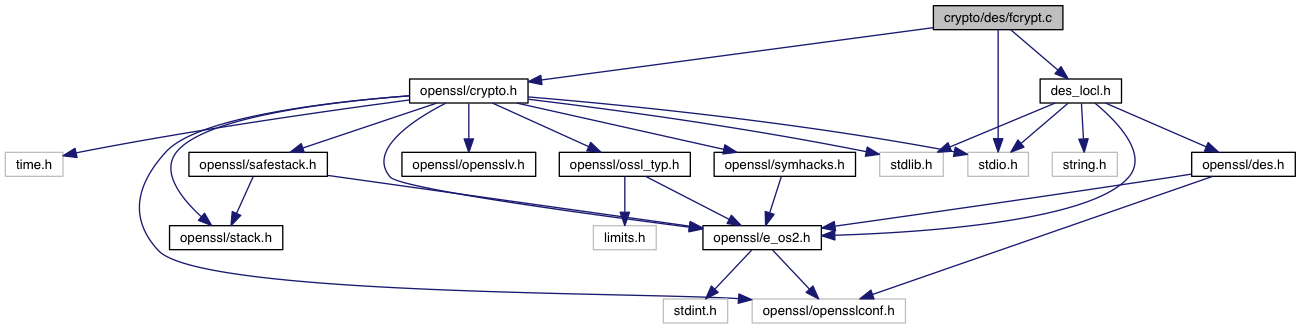 crypto/des/fcrypt.c
openssl/crypto.h
des_locl.h
time.h
openssl/safestack.h
openssl/opensslv.h
openssl/ossl_typ.h
openssl/symhacks.h
stdlib.h
stdio.h
string.h
openssl/des.h
openssl/stack.h
limits.h
openssl/e_os2.h
stdint.h
openssl/opensslconf.h